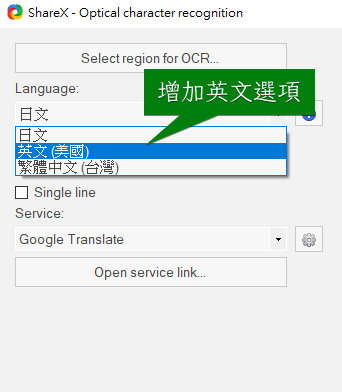 ShareX - Optical character recognition
Select region for OCR...
Language:
增加英文選項
日文
日文
英文 (美國)
繁體中文 (台灣)
Single line
Service:
Google Translate
Open service link...